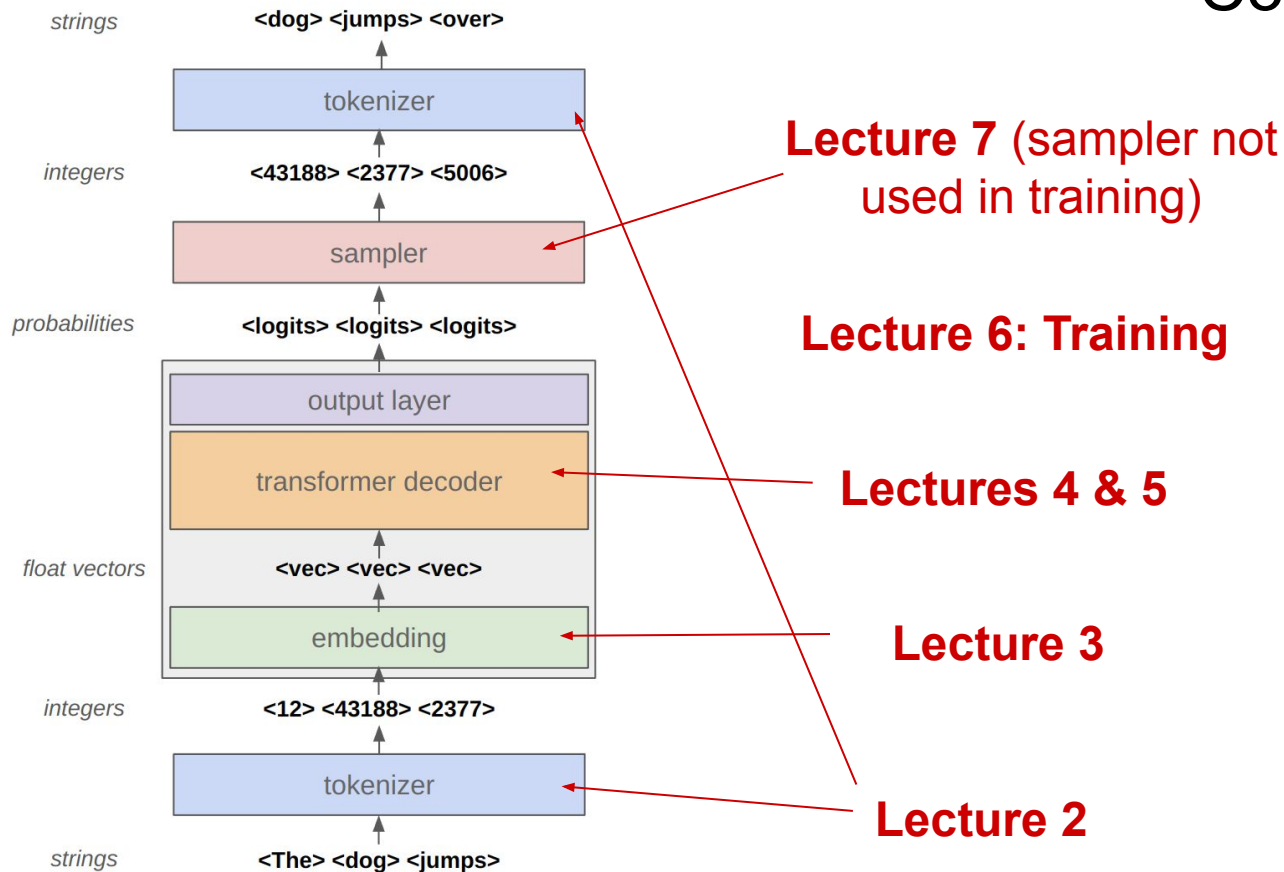 strings
<dog> <jumps> <over>
tokenizer
integers
<43188> <2377> <5006>
sampler
probabilities
<logits> <logits> <logits>
output layer
transformer decoder
float vectors
<vec> <vec> <vec>
embedding
integers
<12> <43188> <2377>
tokenizer
strings
<The> <dog> <jumps>
Lecture 7 (sampler not
used in training)
Lecture 6: Training
Lectures 4 & 5
Lecture 3
Lecture 2